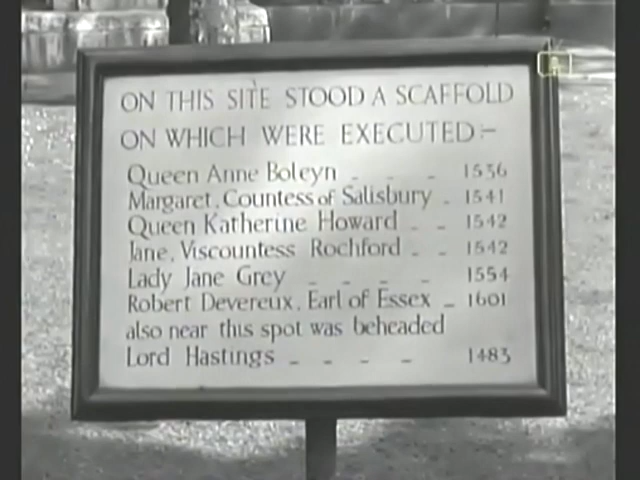 ON THIS SITE STOOD A SCAFFOLD
ON WHICH WERE EXECUTED:–
Queen Anne Boleyn - - - 1536
Margaret, Countess of Salisbury - 1541
Queen Katherine Howard - - 1542
Jane, Viscountess Rochford - - 1542
Lady Jane Grey - - - - 1554
Robert Devereux, Earl of Essex - 1601
also near this spot was beheaded
Lord Hastings - - - - 1483